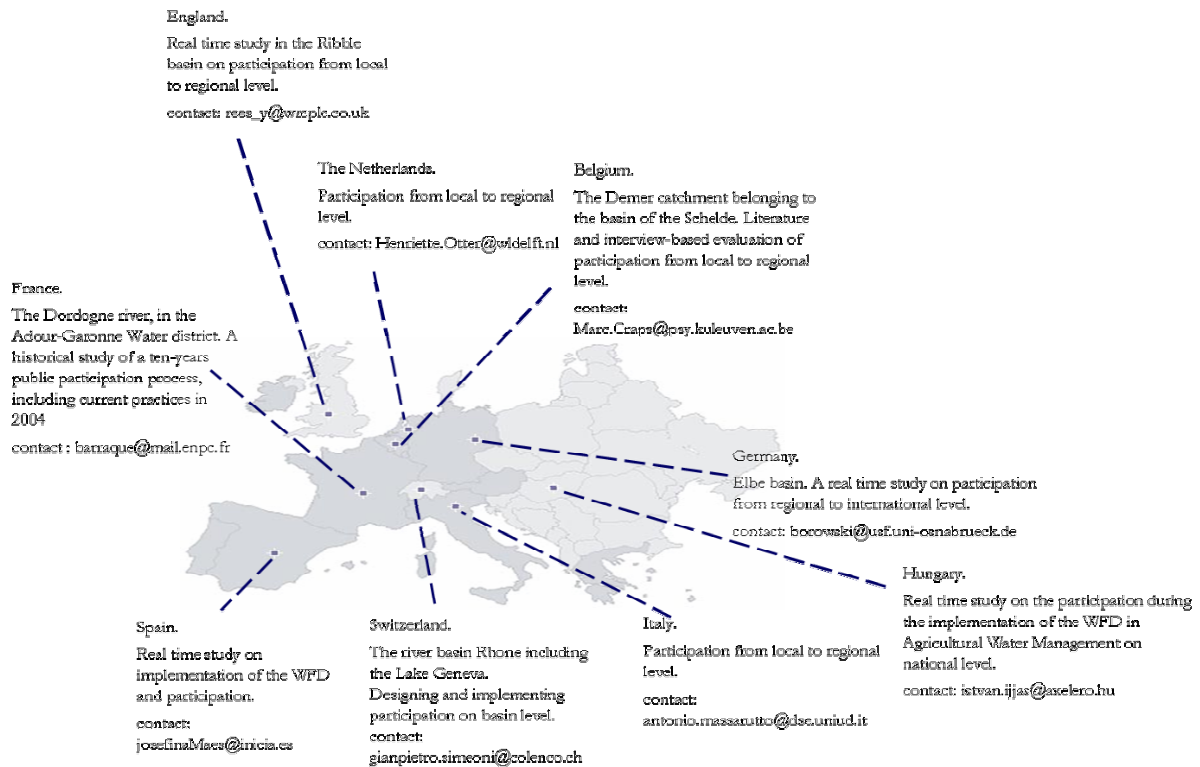 England.
Real time study in the Ribble
basin on participation from local
to regional level.
contact: rees_y@wrcplc.co.uk
The Netherlands.
Participation from local to regional
level.
contact: Henriette.Otter@wldelft.nl
Belgium.
The Demer catchment belonging to
the basin of the Schelde. Literature
and interview-based evaluation of
participation from local to regional
level.
contact:
Marc.Craps@psy.kuleuven.ac.be
France.
The Dordogne river, in the
Adour-Garonne Water district. A
historical study of a ten-years
public participation process,
including current practices in
2004
contact : barraque@mail.enpc.fr
Germany.
Elbe basin. A real time study on participation
from regional to international level.
contact: borowski@usf.uni-osnabrueck.de
Hungary.
Real time study on the participation during
the implementation of the WFD in
Agricultural Water Management on
national level.
contact: istvan.ijjas@axelero.hu
Spain.
Real time study on
implementation of the WFD
and participation.
contact:
josefinaMaes@inicia.es
Switzerland.
The river basin Rhone including
the Lake Geneva.
Designing and implementing
participation on basin level.
contact:
gianpietro.simeoni@colenco.ch
Italy.
Participation from local to regional
level.
contact:
antonio.massarutto@dse.uniud.it